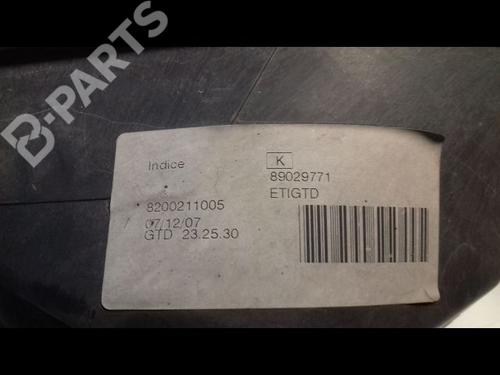 B-PARTS
Indice K
89029771
ETIGTD
8200211005
07/12/07
GTD 23.25.30